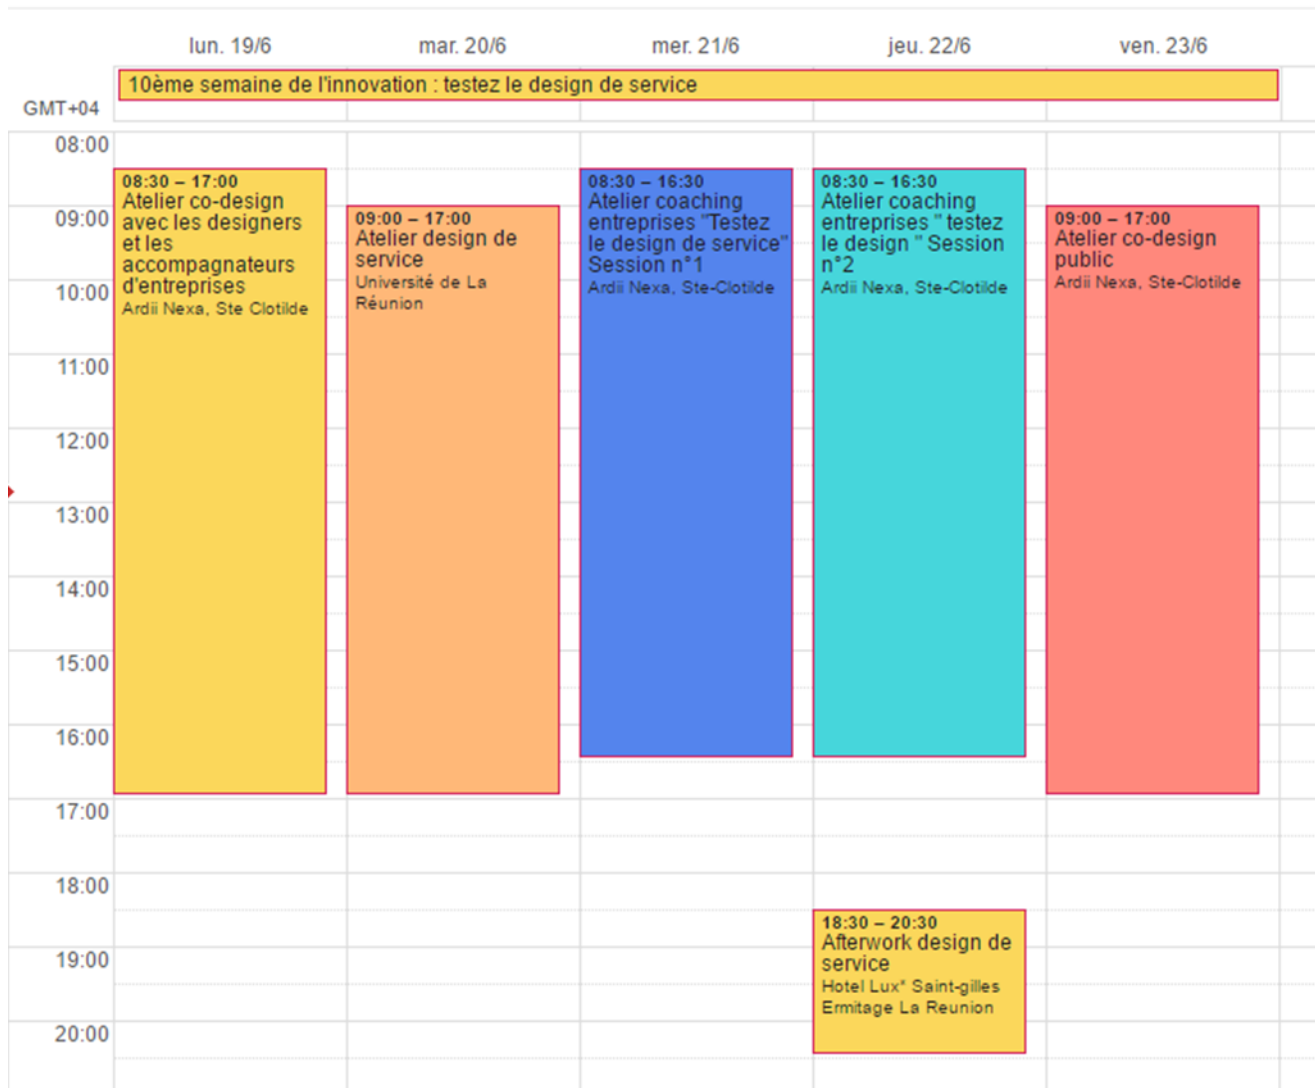 lun. 19/6
mar. 20/6
mer. 21/6
jeu. 22/6
ven. 23/6
10ème semaine de l'innovation : testez le design de service
GMT+04
08:00
09:00
10:00
11:00
12:00
13:00
14:00
15:00
16:00
17:00
18:00
19:00
20:00
08:30 – 17:00
Atelier co-design
avec les designers
et les
accompagnateurs
d'entreprises
Ardii Nexa, Ste Clotilde
09:00 – 17:00
Atelier design de
service
Université de La
Réunion
08:30 – 16:30
Atelier coaching
entreprises "Testez
le design de service"
Session n°1
Ardii Nexa, Ste-Clotilde
08:30 – 16:30
Atelier coaching
entreprises " testez
le design " Session
n°2
Ardii Nexa, Ste-Clotilde
18:30 – 20:30
Afterwork design de
service
Hotel Lux* Saint-gilles
Ermitage La Reunion
09:00 – 17:00
Atelier co-design
public
Ardii Nexa, Ste-Clotilde